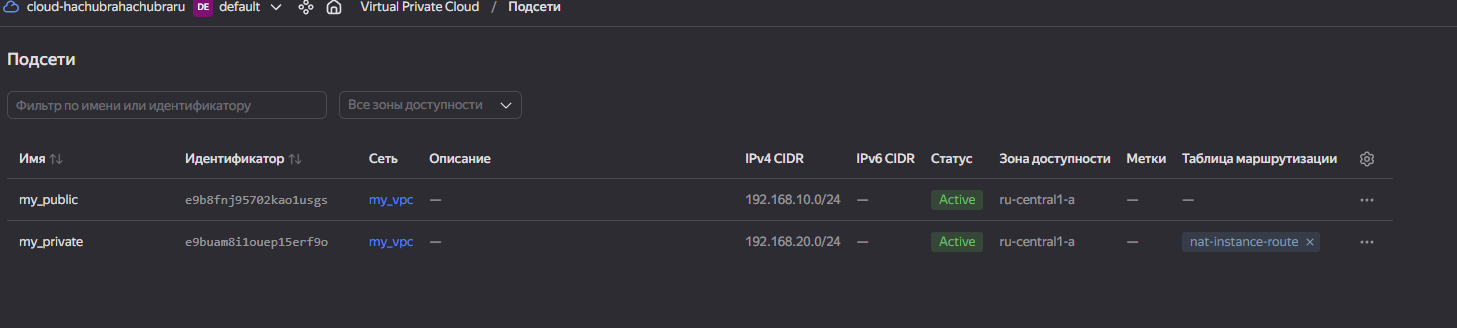 cloud-hachubrahachubraru DE default Virtual Private Cloud / Подсети
Подсети
Фильтр по имени или идентификатору Все зоны доступности
Имя Идентификатор Сеть Описание IPv4 CIDR IPv6 CIDR Статус Зона доступности Метки Таблица маршрутизации
my_public e9b8fnj95702kao1usgs my_vpc — 192.168.10.0/24 — Active ru-central1-a — —
my_private e9buam8i1ouep15erf9o my_vpc — 192.168.20.0/24 — Active ru-central1-a — nat-instance-route ×